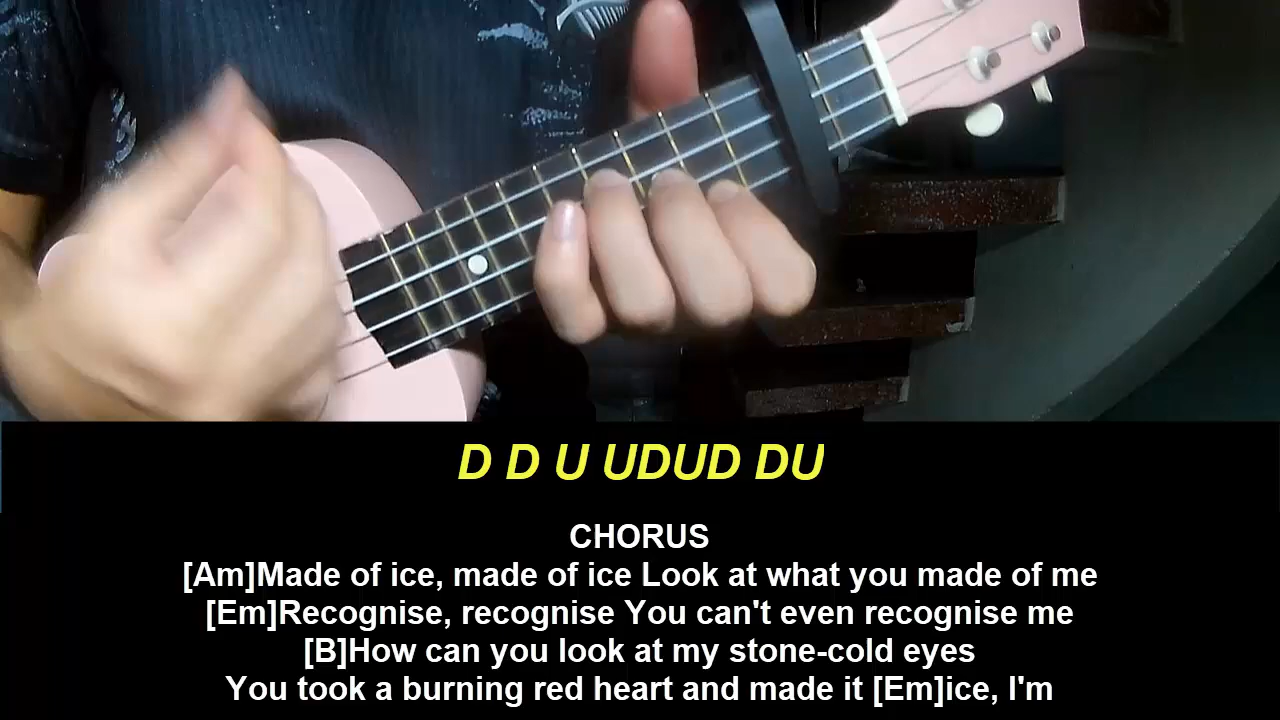 D D U UDUD DU
CHORUS
[Am]Made of ice, made of ice Look at what you made of me
[Em]Recognise, recognise You can't even recognise me
[B]How can you look at my stone-cold eyes
You took a burning red heart and made it [Em]ice, I'm